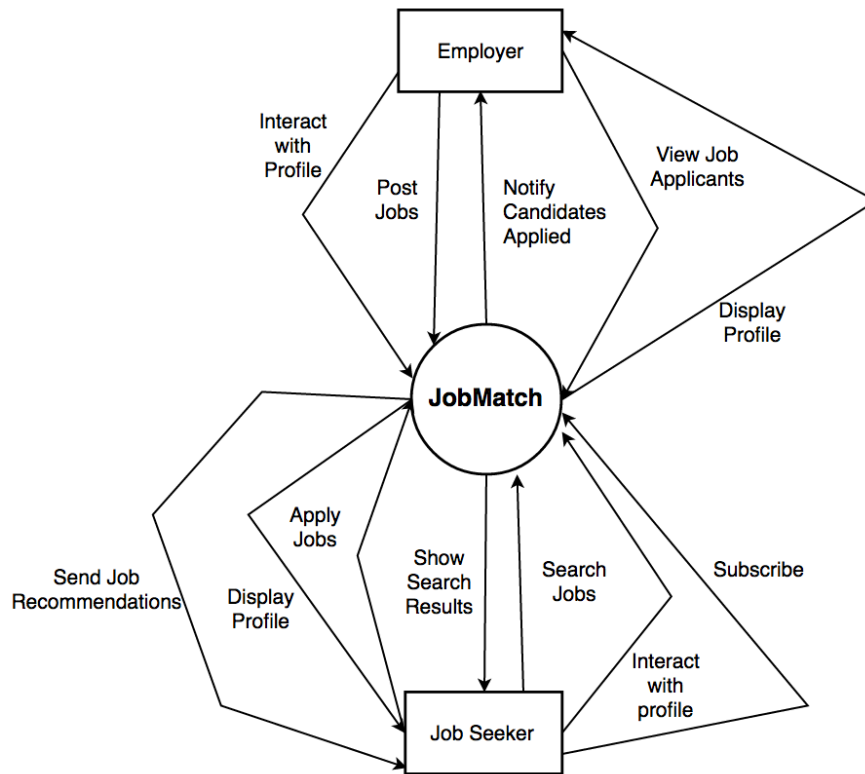 Employer
Interact
with
Profile
Post
Jobs
Notify
Candidates
Applied
View Job
Applicants
Display
Profile
JobMatch
Send Job
Recommendations
Display
Profile
Apply
Jobs
Show
Search
Results
Search
Jobs
Subscribe
Interact
with
profile
Job Seeker